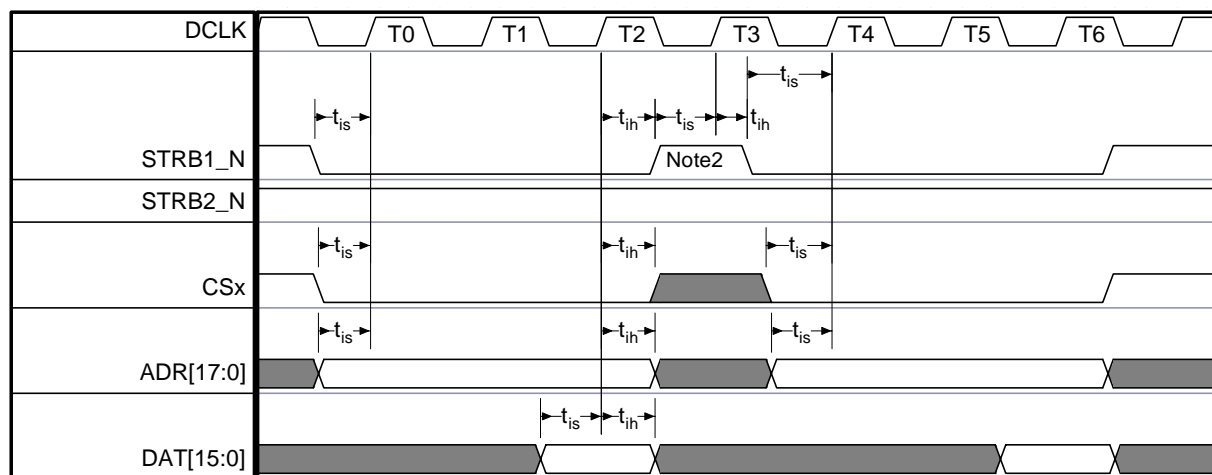 DCLK T0 T1 T2 T3 T4 T5 T6
tis
tis tih tis tih
STRB1_N Note2
STRB2_N
tis tih tis
CSx
tis tih tis
ADR[17:0]
tis tih
DAT[15:0]